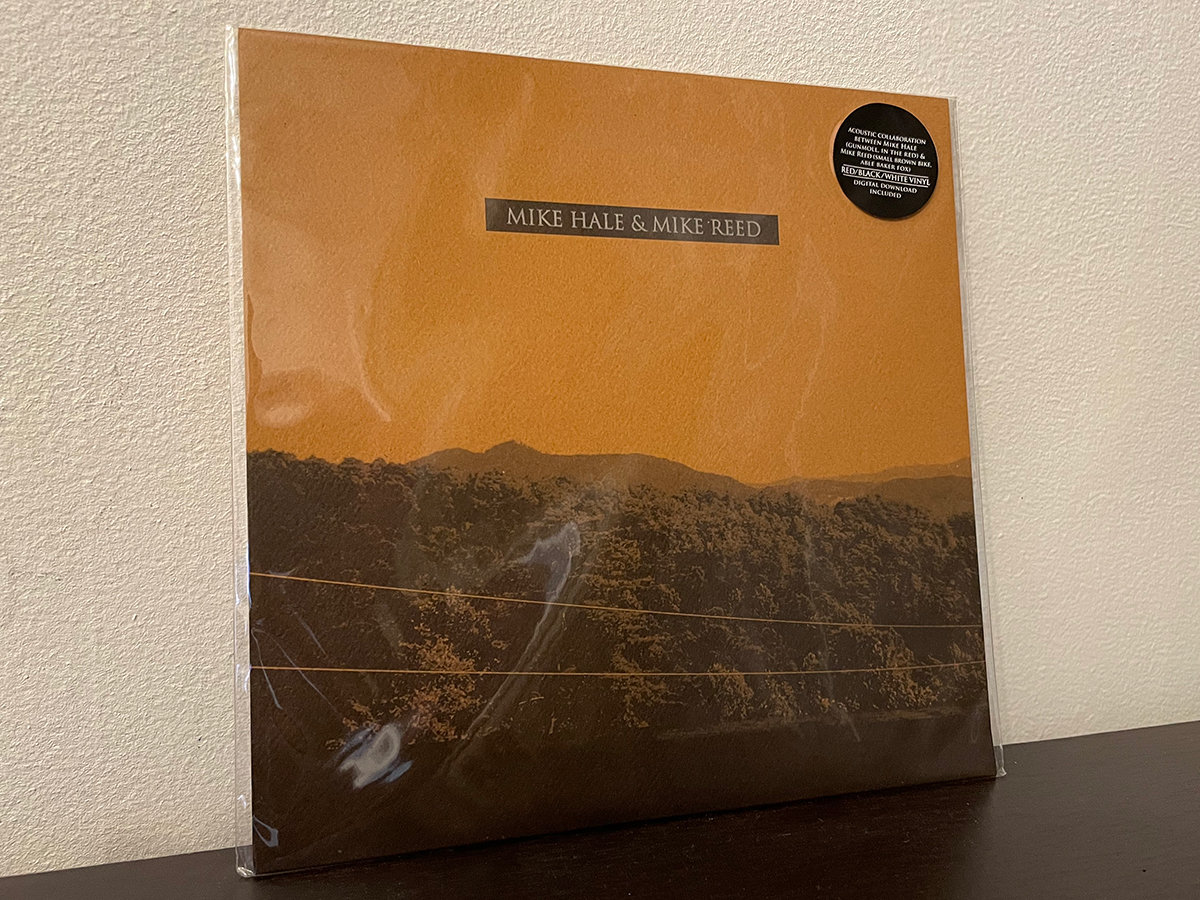 MIKE HALE & MIKE REED
ACOUSTIC COLLABORATION
BETWEEN MIKE HALE
(GUNMOLL, IN THE RED) &
MIKE REED (SMALL BROWN BIKE,
ABLE BAKER FOX)
RED/BLACK/WHITE VINYL
DIGITAL DOWNLOAD
INCLUDED